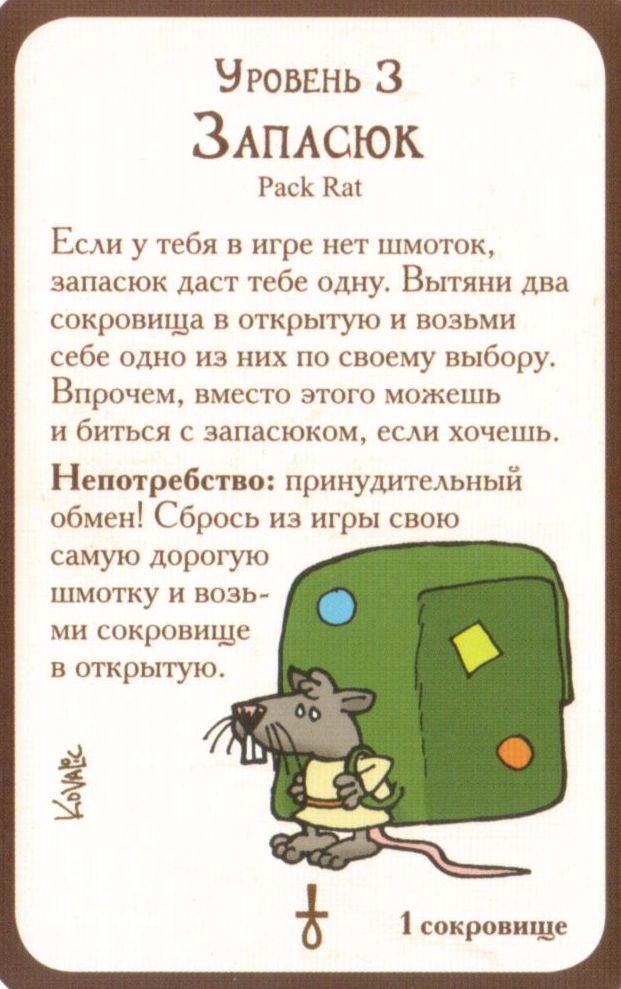 Уровень 3
Запасюк
Pack Rat
Если у тебя в игре нет шмоток,
запасюк даст тебе одну. Вытяни два
сокровища в открытую и возьми
себе одно из них по своему выбору.
Впрочем, вместо этого можешь
и биться с запасюком, если хочешь.
Непотребство: принудительный
обмен! Сбрось из игры свою
самую дорогую
шмотку и возь-
ми сокровище
в открытую.
Kovalic
1 сокровище